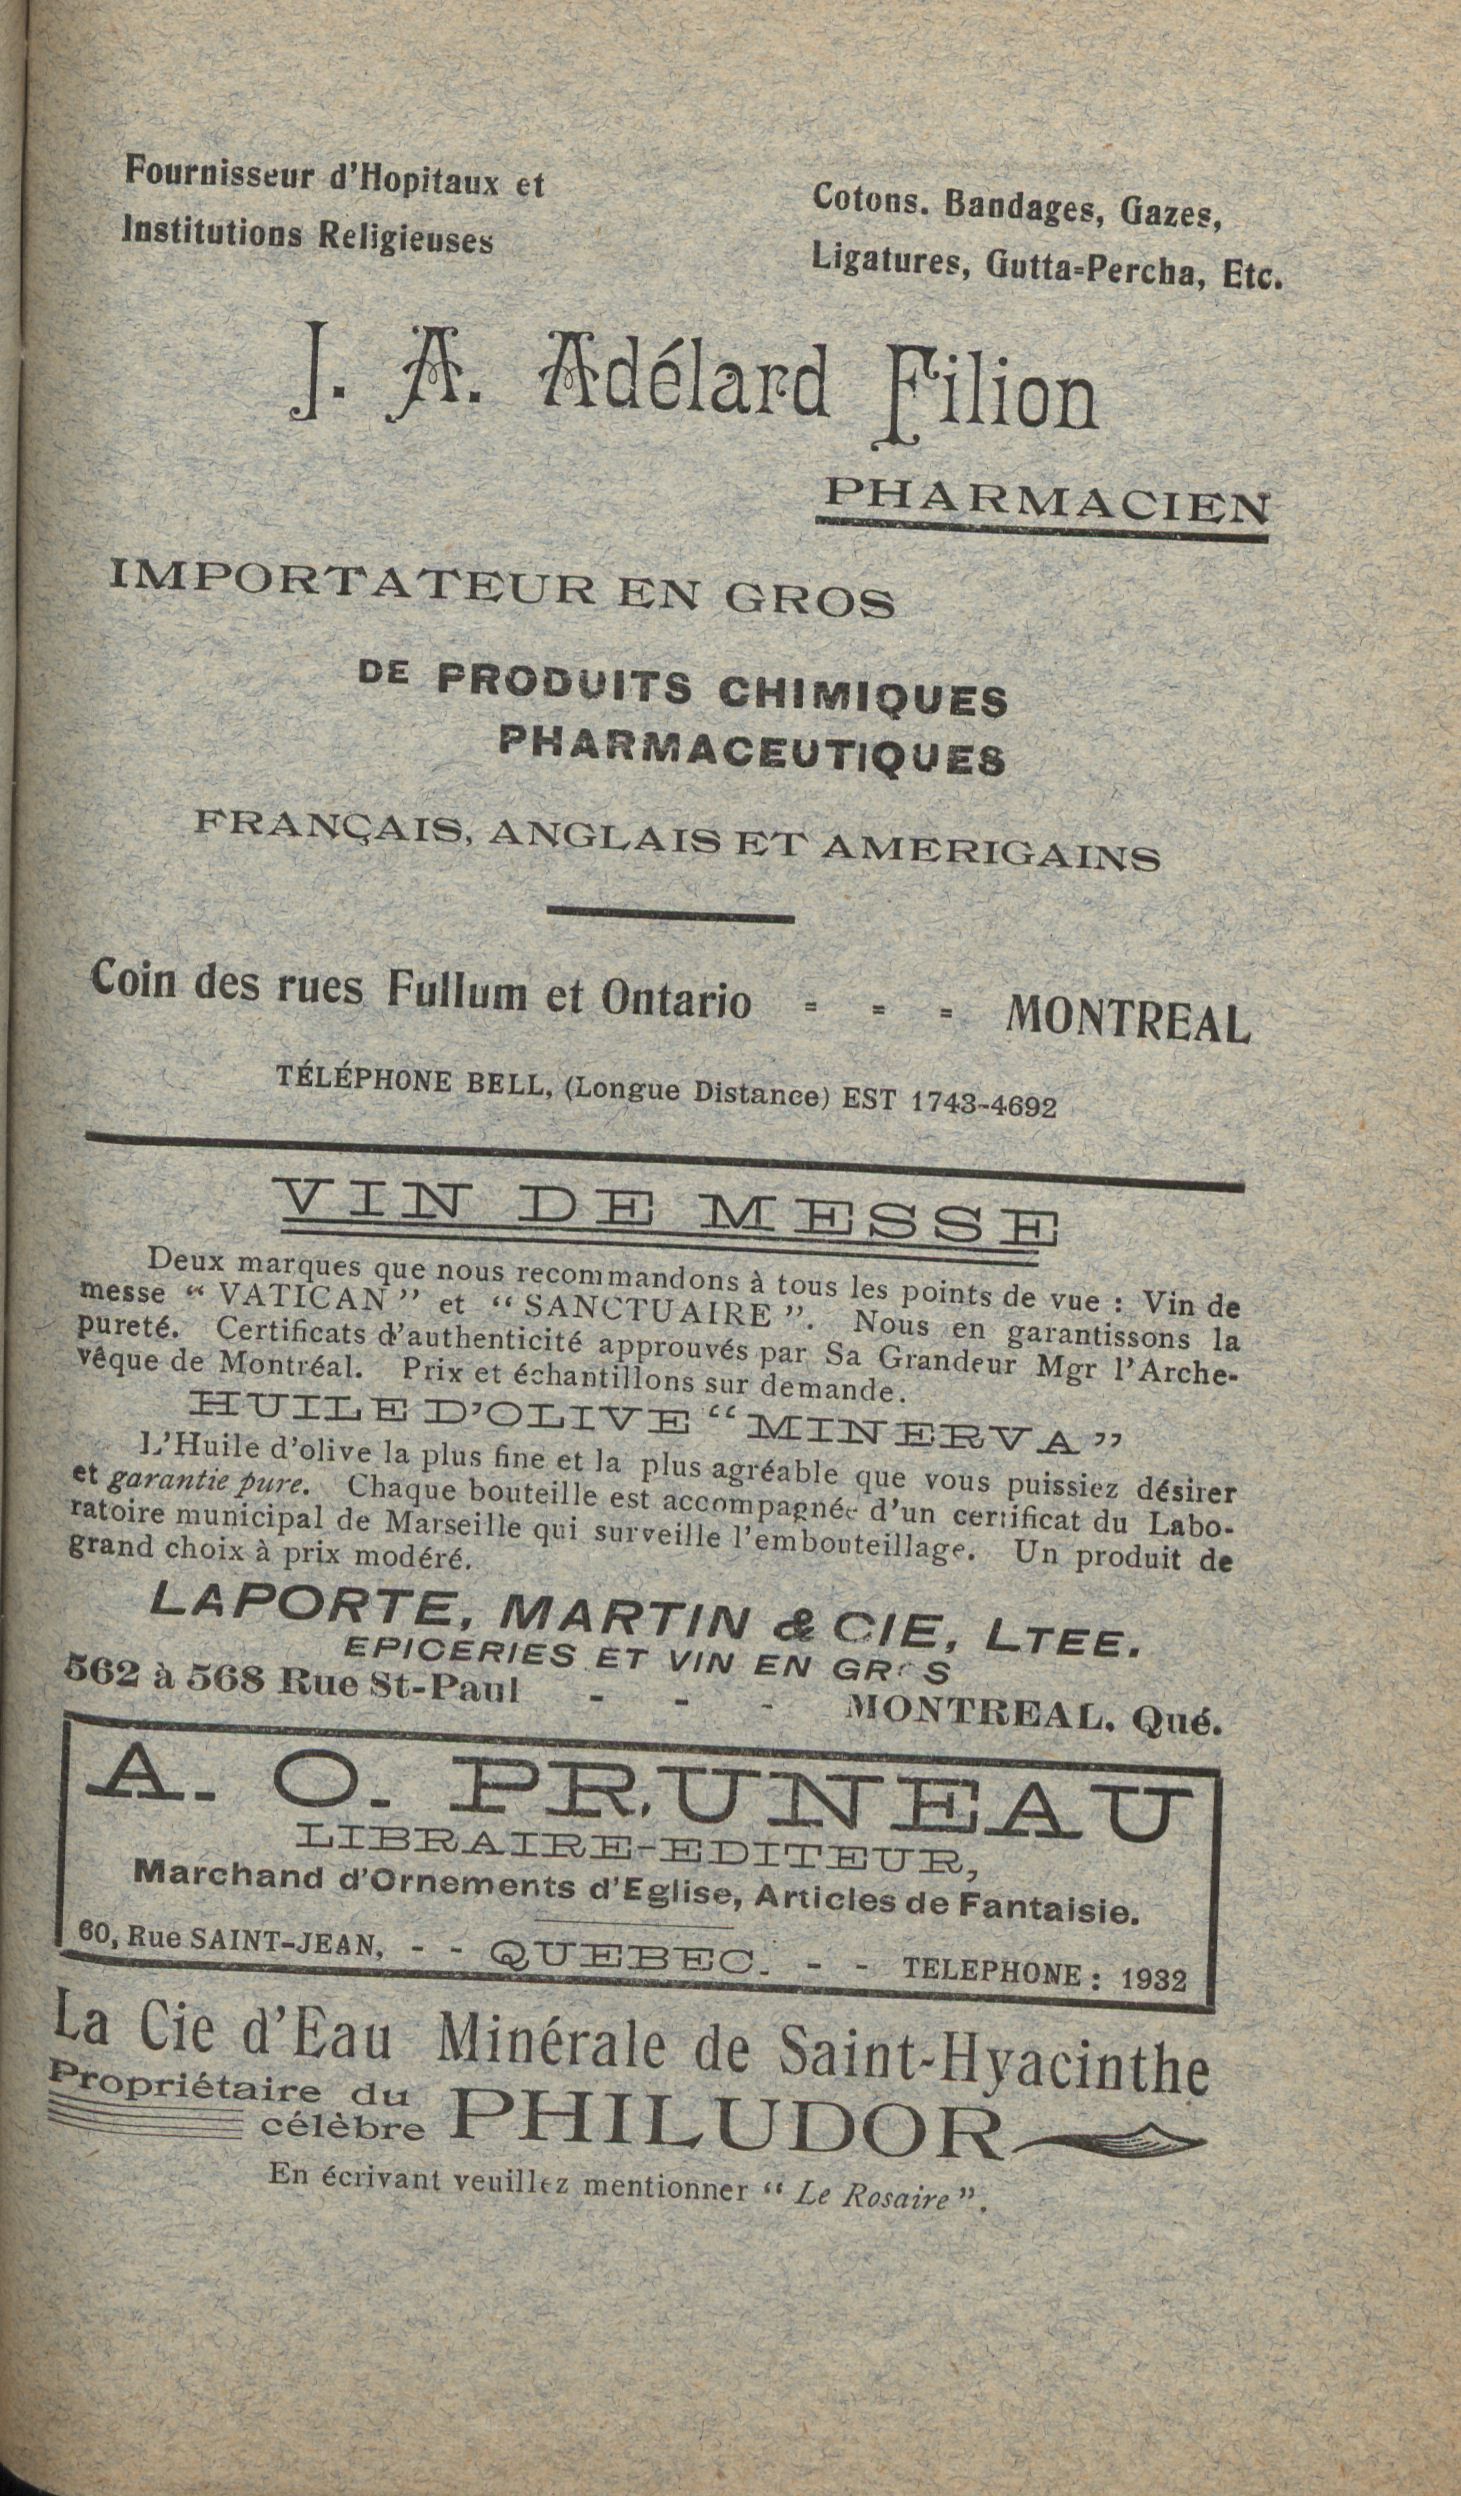 Fournisseur d'Hopitaux et
Institutions Religieuses
Cotons. Bandages, Gazes,
Ligatures, Gutta=Percha, Etc.
J. A. Adélard Filion
PHARMACIEN
IMPORTATEUR EN GROS
DE PRODUITS CHIMIQUES
PHARMACEUTIQUES
FRANÇAIS, ANGLAIS ET AMERIGAINS
Coin des rues Fullum et Ontario = = = MONTREAL
TÉLÉPHONE BELL, (Longue Distance) EST 1743-4692
VIN DE MESSE
Deux marques que nous recommandons à tous les points de vue : Vin de
messe “ VATICAN ” et “ SANCTUAIRE ”. Nous en garantissons la
pureté. Certificats d'authenticité approuvés par Sa Grandeur Mgr l'Arche-
vêque de Montréal. Prix et échantillons sur demande.
HUILE D'OLIVE “MINERVA”
L'Huile d'olive la plus fine et la plus agréable que vous puissiez désirer
et garantie pure. Chaque bouteille est accompagnée d'un certificat du Labo-
ratoire municipal de Marseille qui surveille l'embouteillage. Un produit de
grand choix à prix modéré.
LAPORTE, MARTIN & CIE, LTEE.
EPICERIES ET VIN EN GROS
562 à 568 Rue St-Paul - - - MONTREAL. Qué.
A. O. PRUNEAU
LIBRAIRE-EDITEUR,
Marchand d'Ornements d'Eglise, Articles de Fantaisie.
60, Rue SAINT-JEAN, - - QUEBEC. - - TELEPHONE : 1932
La Cie d'Eau Minérale de Saint-Hyacinthe
Propriétaire du
célèbre PHILUDOR
En écrivant veuillez mentionner “ Le Rosaire ”.